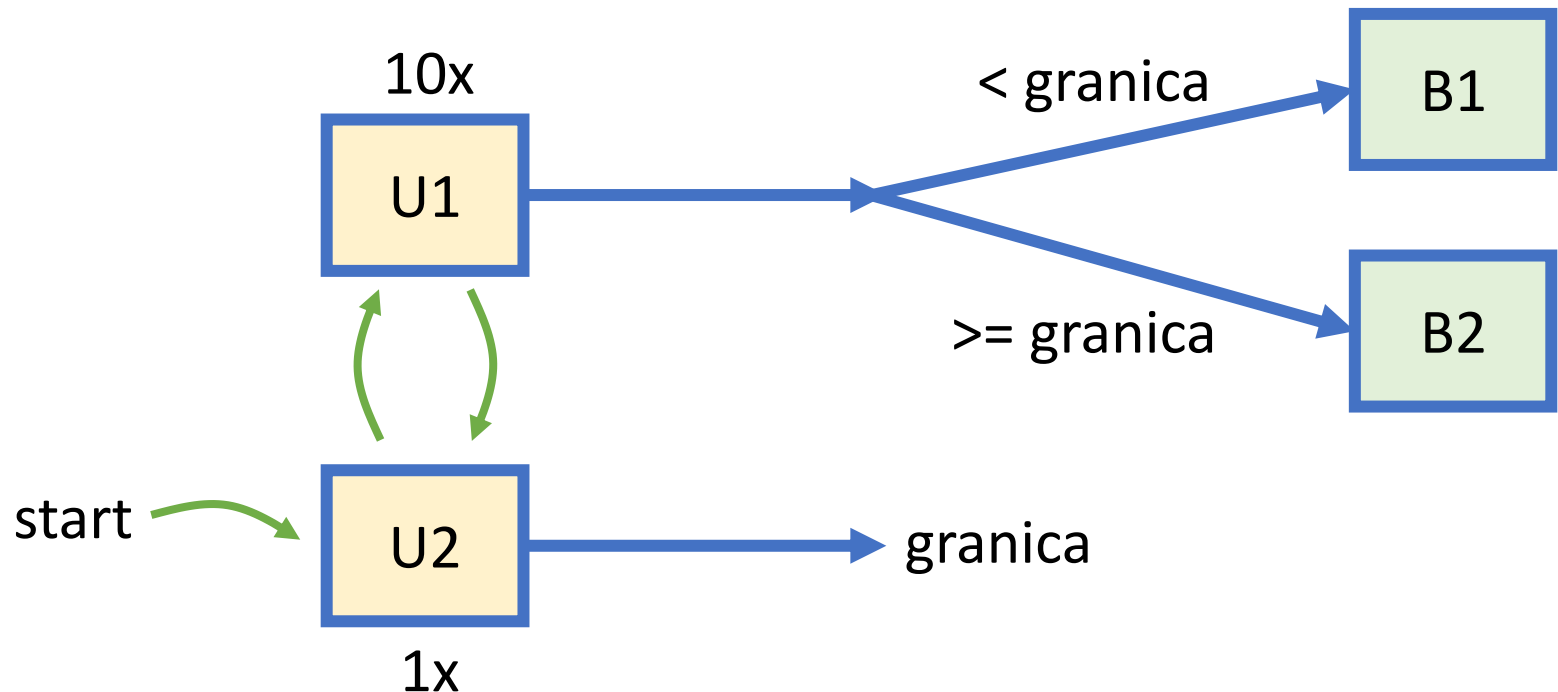 10x
U1
< granica
B1
>= granica
B2
start
U2
granica
1x